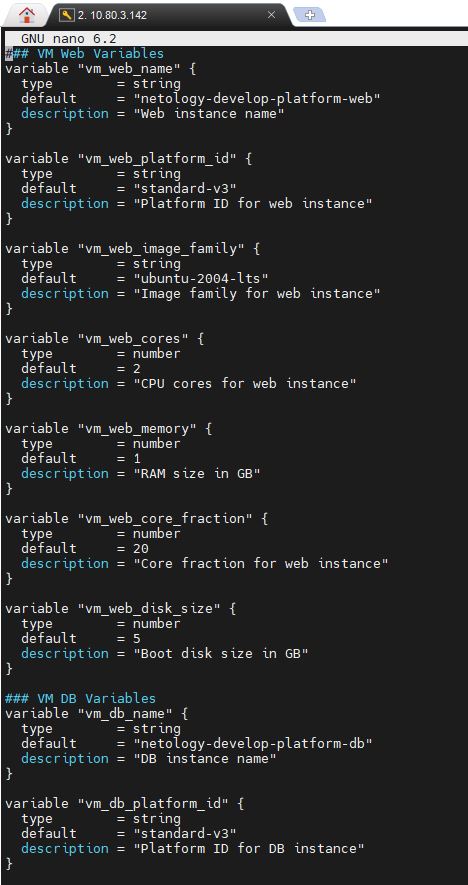 2. 10.80.3.142
GNU nano 6.2
### VM Web Variables
variable "vm_web_name" {
  type        = string
  default     = "netology-develop-platform-web"
  description = "Web instance name"
}

variable "vm_web_platform_id" {
  type        = string
  default     = "standard-v3"
  description = "Platform ID for web instance"
}

variable "vm_web_image_family" {
  type        = string
  default     = "ubuntu-2004-lts"
  description = "Image family for web instance"
}

variable "vm_web_cores" {
  type        = number
  default     = 2
  description = "CPU cores for web instance"
}

variable "vm_web_memory" {
  type        = number
  default     = 1
  description = "RAM size in GB"
}

variable "vm_web_core_fraction" {
  type        = number
  default     = 20
  description = "Core fraction for web instance"
}

variable "vm_web_disk_size" {
  type        = number
  default     = 5
  description = "Boot disk size in GB"
}

### VM DB Variables
variable "vm_db_name" {
  type        = string
  default     = "netology-develop-platform-db"
  description = "DB instance name"
}

variable "vm_db_platform_id" {
  type        = string
  default     = "standard-v3"
  description = "Platform ID for DB instance"
}